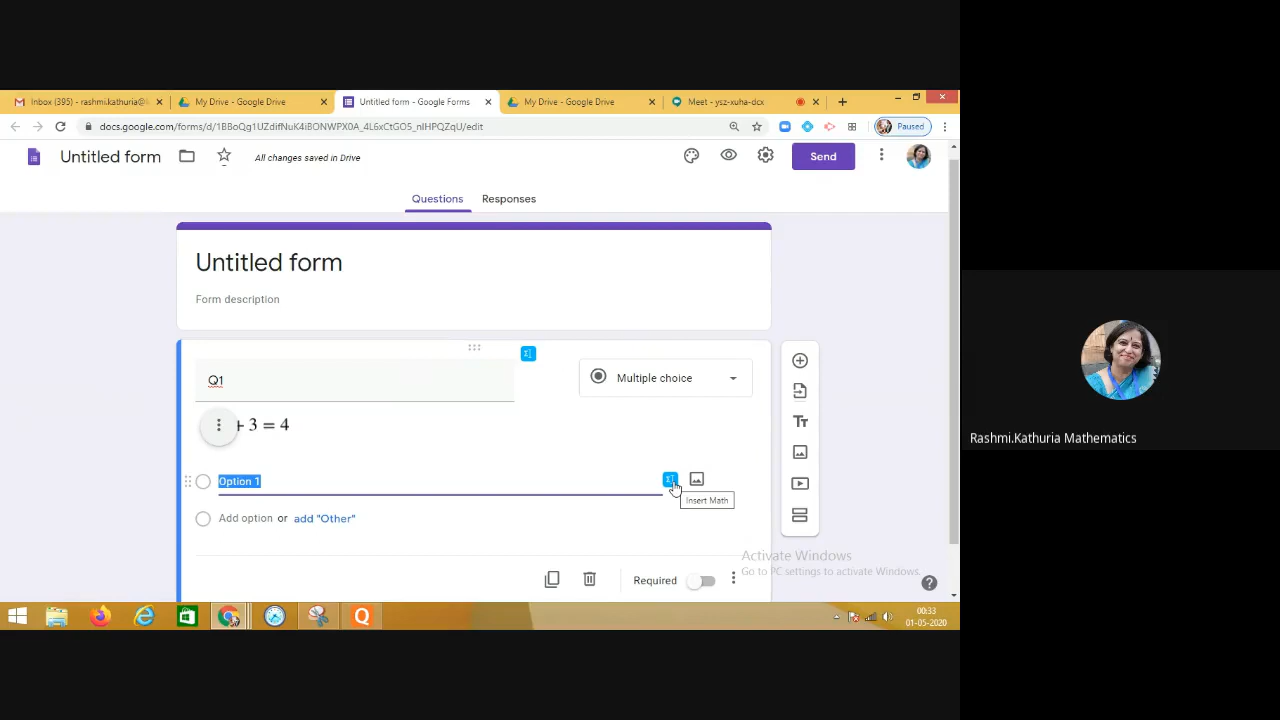 Inbox (395) - rashmi.kathuria@
My Drive - Google Drive
Untitled form - Google Forms
My Drive - Google Drive
Meet - ysz-xuha-dcx
docs.google.com/forms/d/1BBoQg1UZdifNuK4iBONWPX0A_4L6xCtGO5_nIHPQZqU/edit
Paused
Untitled form
All changes saved in Drive
Send
Questions
Responses
Untitled form
Form description
Q1
Multiple choice
+ 3 = 4
Option 1
Insert Math
Add option or add "Other"
Activate Windows
Go to PC settings to activate Windows.
Required
Rashmi.Kathuria Mathematics
00:33
01-05-2020